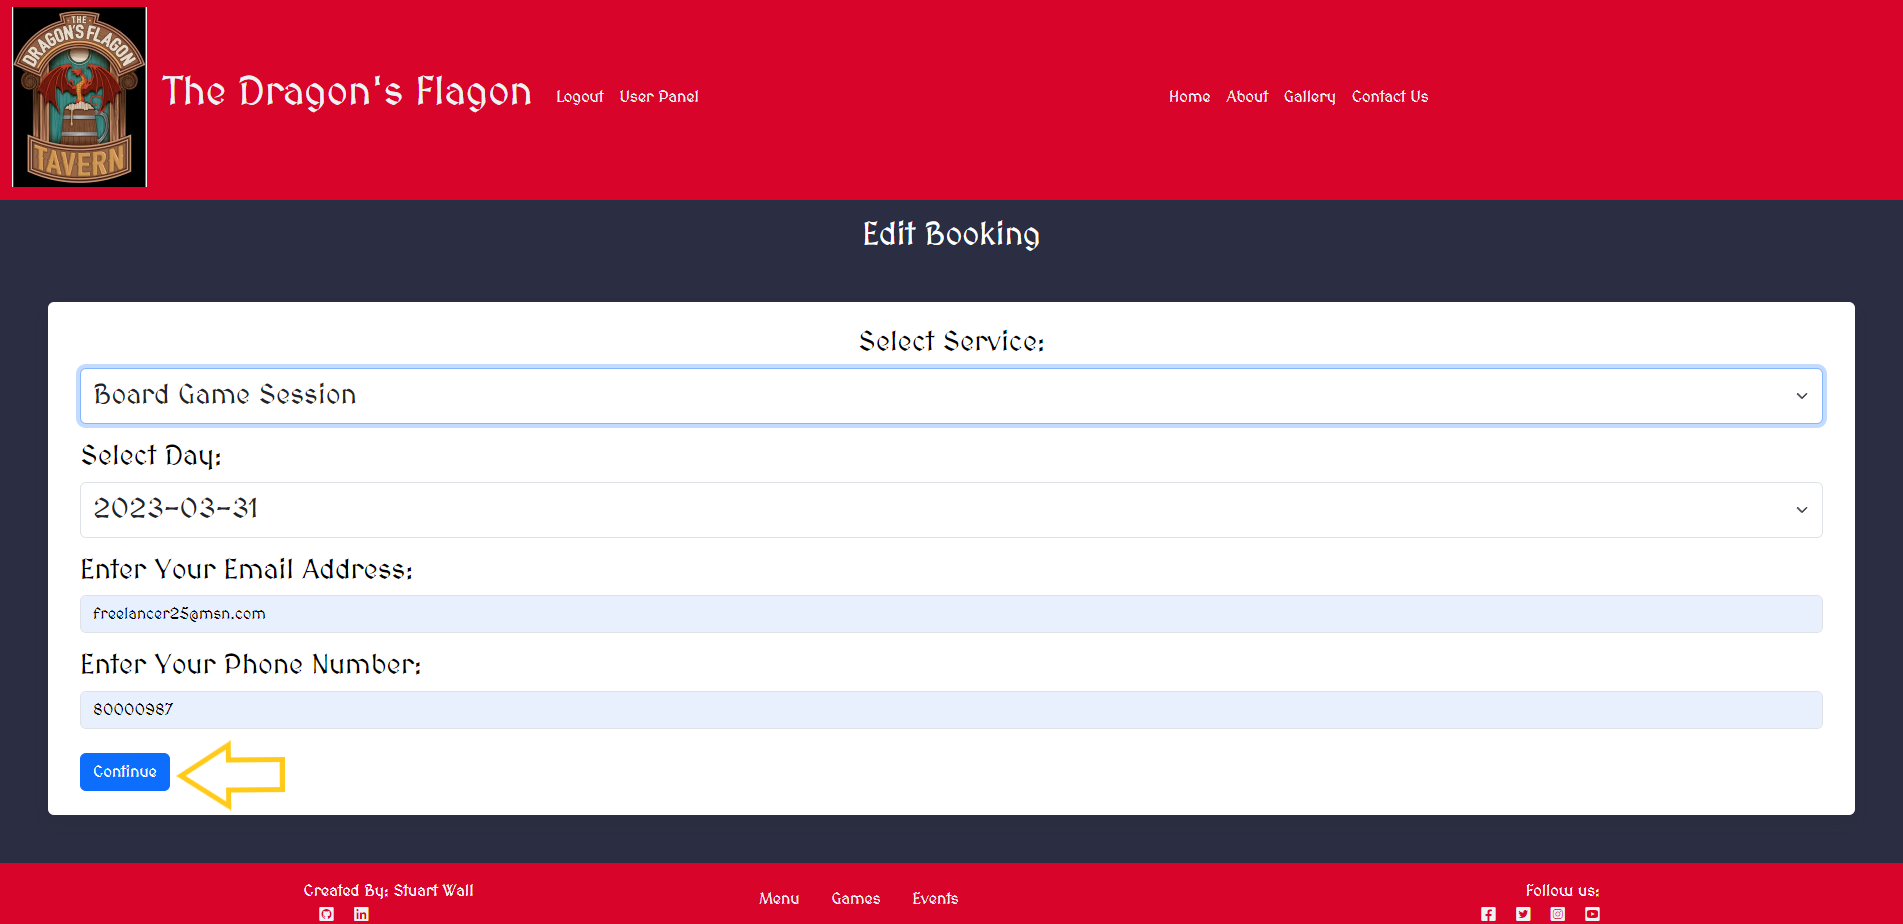 THE
DRAGON'S FLAGON
TAVERN
The Dragon's Flagon
Logout User Panel
Home About Gallery Contact Us
Edit Booking
Select Service:
Board Game Session
Select Day:
2023-03-31
Enter Your Email Address:
freelancer25@msn.com
Enter Your Phone Number:
80000987
Continue
Created By: Stuart Wall
Menu Games Events
Follow us: